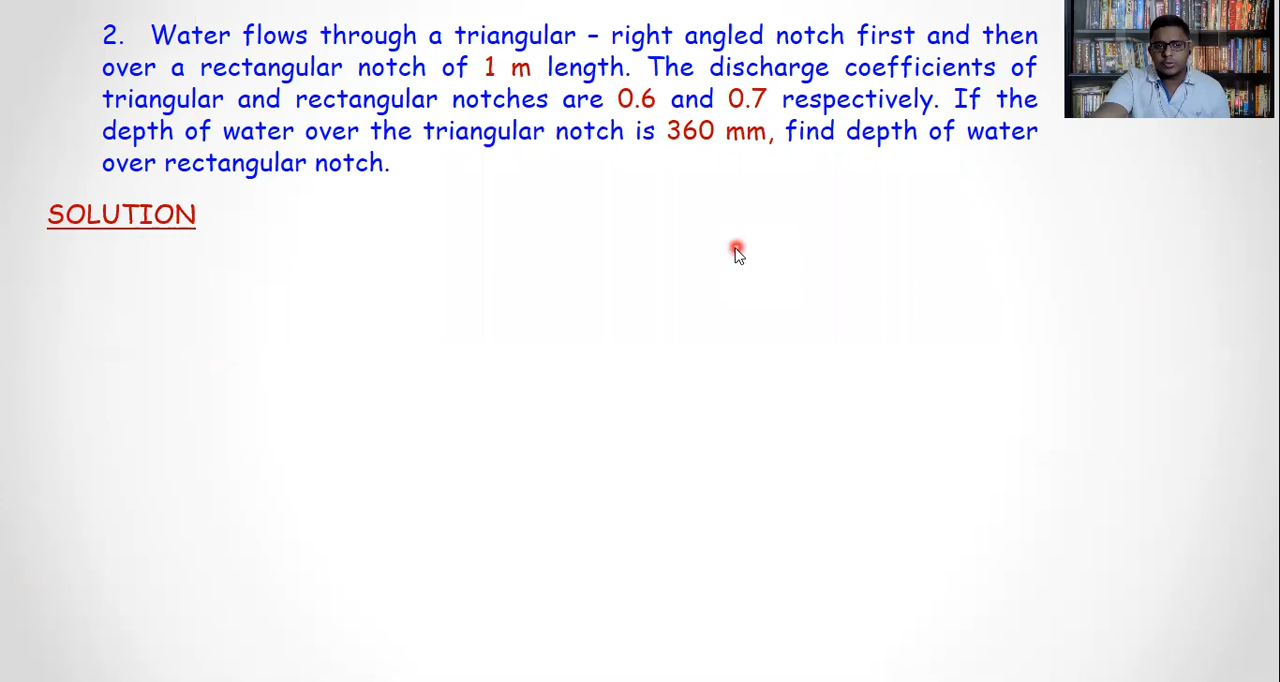 2. Water flows through a triangular – right angled notch first and then
over a rectangular notch of 1 m length. The discharge coefficients of
triangular and rectangular notches are 0.6 and 0.7 respectively. If the
depth of water over the triangular notch is 360 mm, find depth of water
over rectangular notch.
SOLUTION